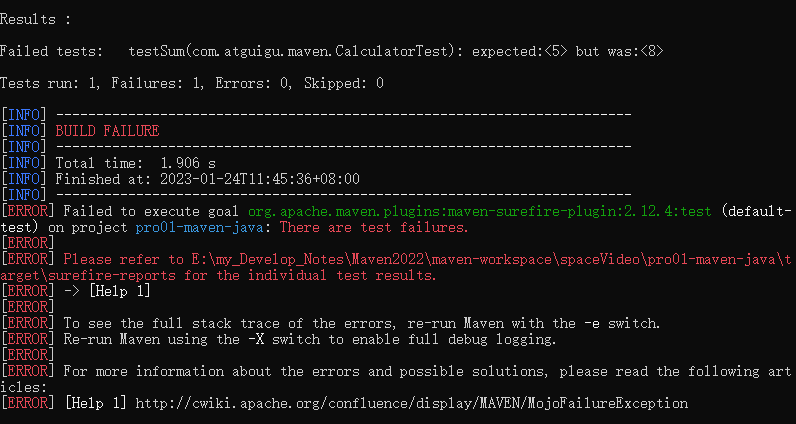 Results :
Failed tests:   testSum(com.atguigu.maven.CalculatorTest): expected:<5> but was:<8>
Tests run: 1, Failures: 1, Errors: 0, Skipped: 0
[INFO] ------------------------------------------------------------------------
[INFO] BUILD FAILURE
[INFO] ------------------------------------------------------------------------
[INFO] Total time:  1.906 s
[INFO] Finished at: 2023-01-24T11:45:36+08:00
[INFO] ------------------------------------------------------------------------
[ERROR] Failed to execute goal org.apache.maven.plugins:maven-surefire-plugin:2.12.4:test (default-
test) on project pro01-maven-java: There are test failures.
[ERROR]
[ERROR] Please refer to E:\my_Develop_Notes\Maven2022\maven-workspace\spaceVideo\pro01-maven-java\t
arget\surefire-reports for the individual test results.
[ERROR] -> [Help 1]
[ERROR]
[ERROR] To see the full stack trace of the errors, re-run Maven with the -e switch.
[ERROR] Re-run Maven using the -X switch to enable full debug logging.
[ERROR]
[ERROR] For more information about the errors and possible solutions, please read the following art
icles:
[ERROR] [Help 1] http://cwiki.apache.org/confluence/display/MAVEN/MojoFailureException